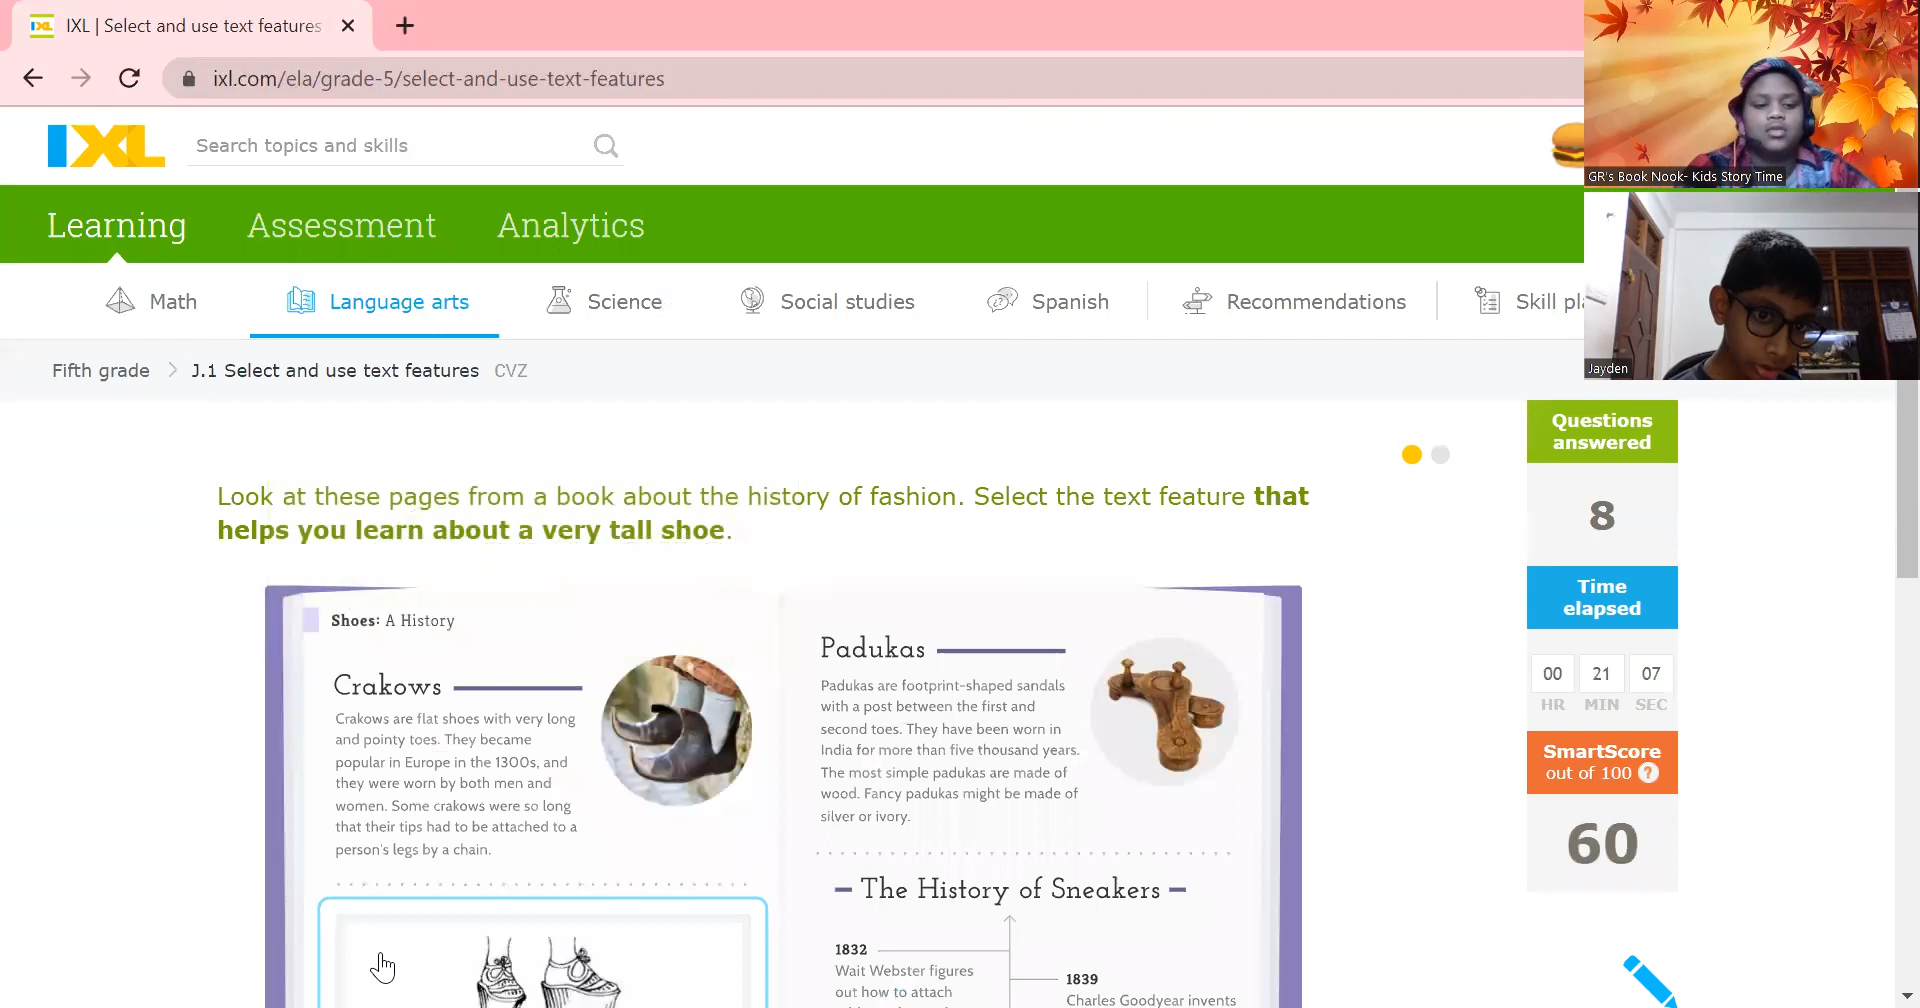 IXL | Select and use text features
ixl.com/ela/grade-5/select-and-use-text-features
IXL
Search topics and skills
GR's Book Nook- Kids Story Time
Learning
Assessment
Analytics
Math
Language arts
Science
Social studies
Spanish
Recommendations
Skill pl
Jayden
Fifth grade
J.1 Select and use text features CVZ
Questions
answered
8
Time
elapsed
00 21 07
HR MIN SEC
SmartScore
out of 100 ?
60
Look at these pages from a book about the history of fashion. Select the text feature that
helps you learn about a very tall shoe.
Shoes: A History
Crakows
Crakows are flat shoes with very long
and pointy toes. They became
popular in Europe in the 1300s, and
they were worn by both men and
women. Some crakows were so long
that their tips had to be attached to a
person's legs by a chain.
Padukas
Padukas are footprint-shaped sandals
with a post between the first and
second toes. They have been worn in
India for more than five thousand years.
The most simple padukas are made of
wood. Fancy padukas might be made of
silver or ivory.
The History of Sneakers
1832
Wait Webster figures
out how to attach
1839
Charles Goodyear invents